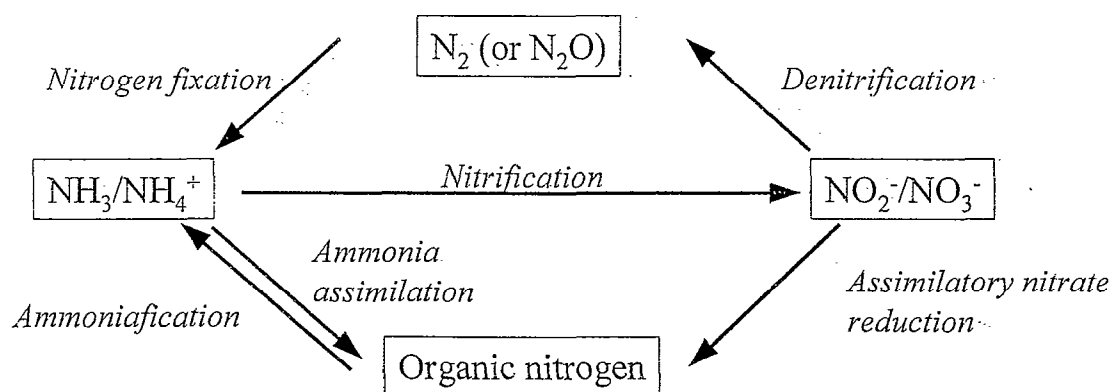 N₂ (or N₂O)
Nitrogen fixation
Denitrification
NH₃/NH₄⁺
Nitrification
NO₂⁻/NO₃⁻
Ammonia
assimilation
Ammoniafication
Assimilatory nitrate
reduction
Organic nitrogen